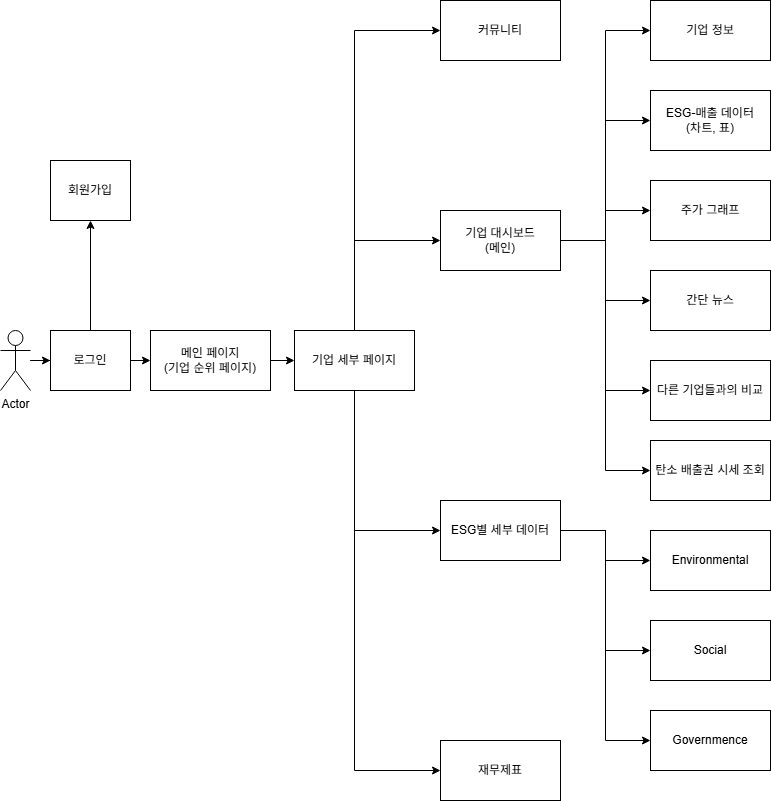 커뮤니티
기업 정보
ESG-매출 데이터
(차트, 표)
회원가입
기업 대시보드
(메인)
주가 그래프
간단 뉴스
Actor
로그인
메인 페이지
(기업 순위 페이지)
기업 세부 페이지
다른 기업들과의 비교
탄소 배출권 시세 조회
ESG별 세부 데이터
Environmental
Social
Governmence
재무제표